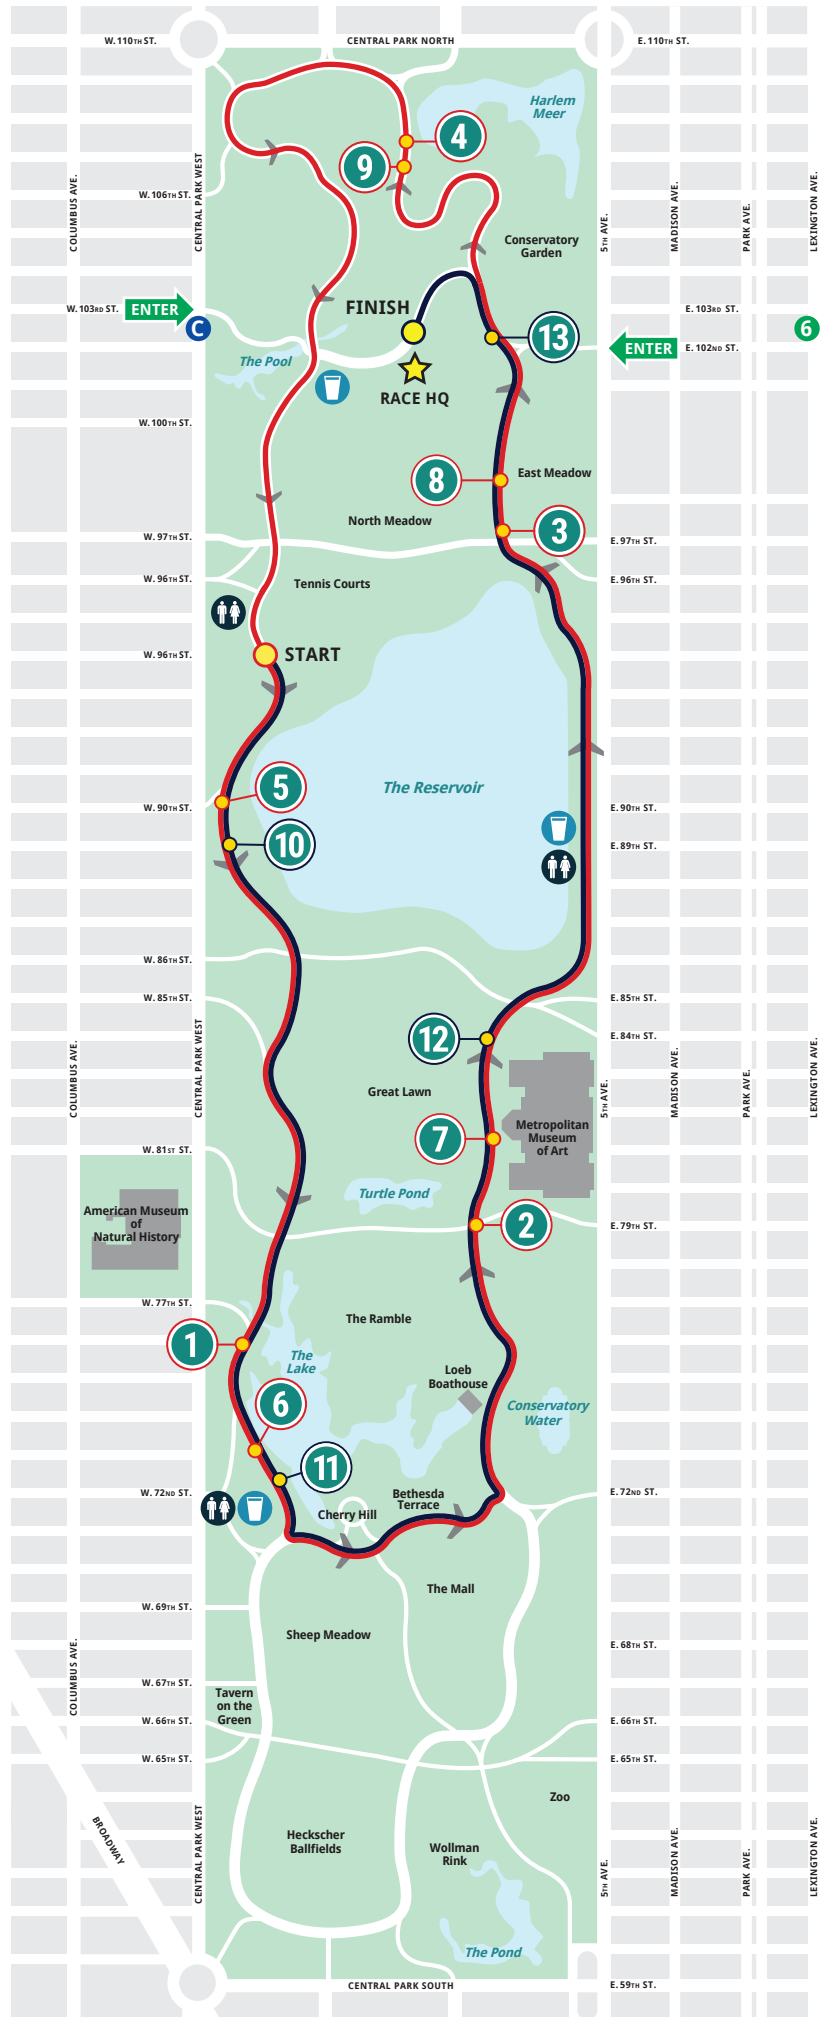 W. 110TH ST.
CENTRAL PARK NORTH
E. 110TH ST.
Harlem
Meer
4
9
COLUMBUS AVE.
CENTRAL PARK WEST
W. 106TH ST.
5TH AVE.
MADISON AVE.
PARK AVE.
LEXINGTON AVE.
Conservatory
Garden
W. 103RD ST.
ENTER
C
FINISH
E. 103RD ST.
13
6
The Pool
ENTER
E. 102ND ST.
RACE HQ
W. 100TH ST.
8
East Meadow
North Meadow
3
W. 97TH ST.
E. 97TH ST.
W. 96TH ST.
Tennis Courts
E. 96TH ST.
W. 96TH ST.
START
5
The Reservoir
W. 90TH ST.
E. 90TH ST.
10
E. 89TH ST.
W. 86TH ST.
W. 85TH ST.
E. 85TH ST.
12
E. 84TH ST.
COLUMBUS AVE.
CENTRAL PARK WEST
5TH AVE.
MADISON AVE.
PARK AVE.
LEXINGTON AVE.
Great Lawn
7
Metropolitan
Museum
of Art
W. 81ST ST.
Turtle Pond
American Museum
of
Natural History
2
E. 79TH ST.
W. 77TH ST.
The Ramble
1
The
Lake
Loeb
Boathouse
6
Conservatory
Water
11
W. 72ND ST.
Bethesda
Terrace
E. 72ND ST.
Cherry Hill
The Mall
W. 69TH ST.
Sheep Meadow
E. 68TH ST.
COLUMBUS AVE.
W. 67TH ST.
Tavern
on the
Green
W. 66TH ST.
E. 66TH ST.
W. 65TH ST.
E. 65TH ST.
Zoo
BROADWAY
CENTRAL PARK WEST
Heckscher
Ballfields
Wollman
Rink
5TH AVE.
MADISON AVE.
PARK AVE.
LEXINGTON AVE.
The Pond
CENTRAL PARK SOUTH
E. 59TH ST.